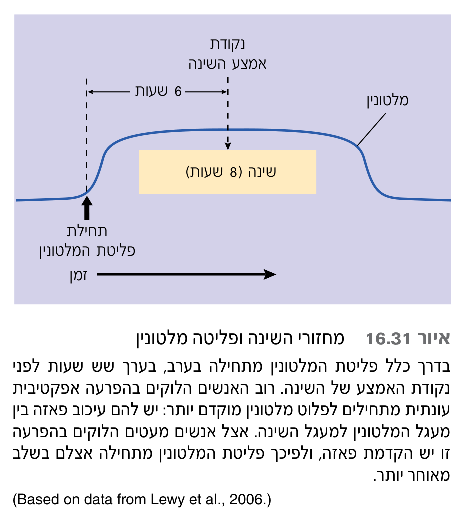 נקודת
אמצע השינה
6 שעות
מלטונין
שינה (8 שעות)
תחילת
פליטת המלטונין
זמן
איור 16.31 מחזורי השינה ופליטה מלטונין
בדרך כלל פליטת המלטונין מתחילה בערב, בערך שש שעות לפני
נקודת האמצע של השינה. רוב האנשים הלוקים בהפרעה אפקטיבית
עונתית מתחילים לפלוט מלטונין מוקדם יותר: יש להם עיכוב פאזה בין
מעגל המלטונין למעגל השינה. אצל אנשים מעטים הלוקים בהפרעה
זו יש הקדמת פאזה, ולפיכך פליטת המלטונין מתחילה אצלם בשלב
מאוחר יותר.
(Based on data from Lewy et al., 2006.)